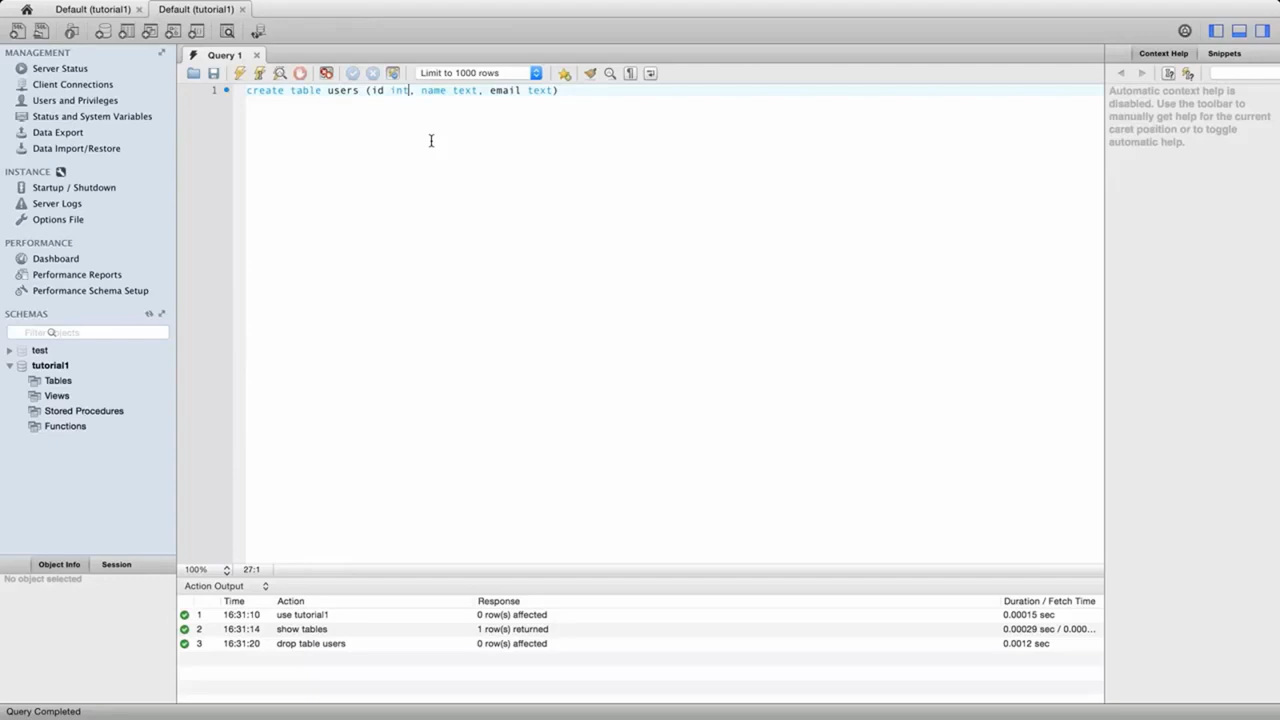 Default (tutorial1) × Default (tutorial1) ×
MANAGEMENT
Server Status
Client Connections
Users and Privileges
Status and System Variables
Data Export
Data Import/Restore
INSTANCE
Startup / Shutdown
Server Logs
Options File
PERFORMANCE
Dashboard
Performance Reports
Performance Schema Setup
SCHEMAS
Filter objects
test
tutorial1
Tables
Views
Stored Procedures
Functions
Object Info Session
No object selected
Query 1 ×
Limit to 1000 rows
1 create table users (id int, name text, email text)
100% 27:1
Action Output
Time Action Response Duration / Fetch Time
1 16:31:10 use tutorial1 0 row(s) affected 0.00015 sec
2 16:31:14 show tables 1 row(s) returned 0.00029 sec / 0.000...
3 16:31:20 drop table users 0 row(s) affected 0.0012 sec
Context Help Snippets
Automatic context help is
disabled. Use the toolbar to
manually get help for the current
caret position or to toggle
automatic help.
Query Completed